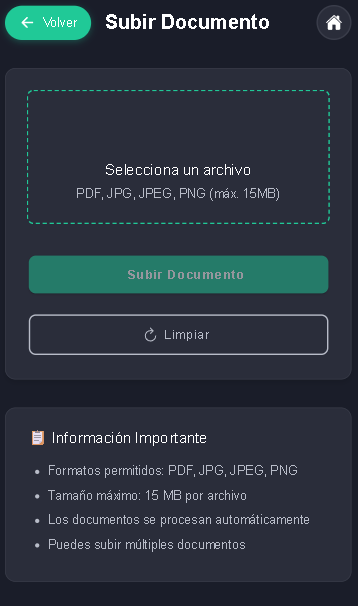 Volver
Subir Documento
Selecciona un archivo
PDF, JPG, JPEG, PNG (máx. 15MB)
Subir Documento
Limpiar
Información Importante
Formatos permitidos: PDF, JPG, JPEG, PNG
Tamaño máximo: 15 MB por archivo
Los documentos se procesan automáticamente
Puedes subir múltiples documentos